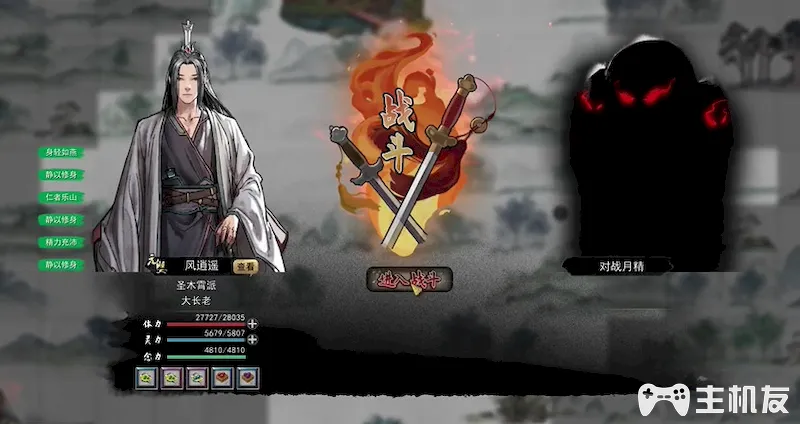 战斗
身轻如燕
静以修身
仁者乐山
静以修身
精力充沛
静以修身
元婴
风逍遥
查看
圣木霄派
大长老
体力 27727/28035
灵力 5679/5807
念力 4810/4810
进入战斗
对战月精
主机友